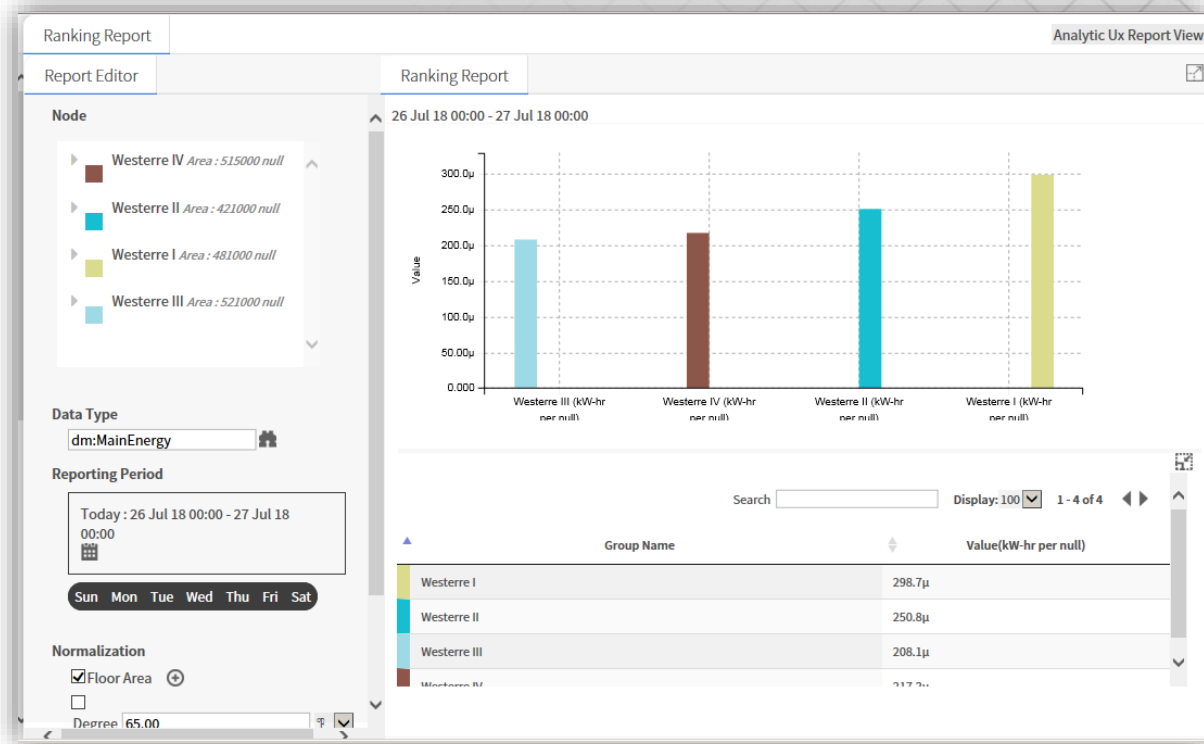 Ranking Report
Analytic Ux Report View
Report Editor
Ranking Report
Node
Westerre IV Area : 515000 null
Westerre II Area : 421000 null
Westerre I Area : 481000 null
Westerre III Area : 521000 null
Data Type
dm:MainEnergy
Reporting Period
Today : 26 Jul 18 00:00 - 27 Jul 18
00:00
Sun Mon Tue Wed Thu Fri Sat
Normalization
Floor Area
Degree 65.00 °F
26 Jul 18 00:00 - 27 Jul 18 00:00
Value
300.0µ
250.0µ
200.0µ
150.0µ
100.0µ
50.00µ
0.000
Westerre III (kW-hr
per null)
Westerre IV (kW-hr
per null)
Westerre II (kW-hr
per null)
Westerre I (kW-hr
per null)
Search
Display: 100
1 - 4 of 4
Group Name Value(kW-hr per null)
Westerre I 298.7µ
Westerre II 250.8µ
Westerre III 208.1µ
Westerre IV 217.2µ